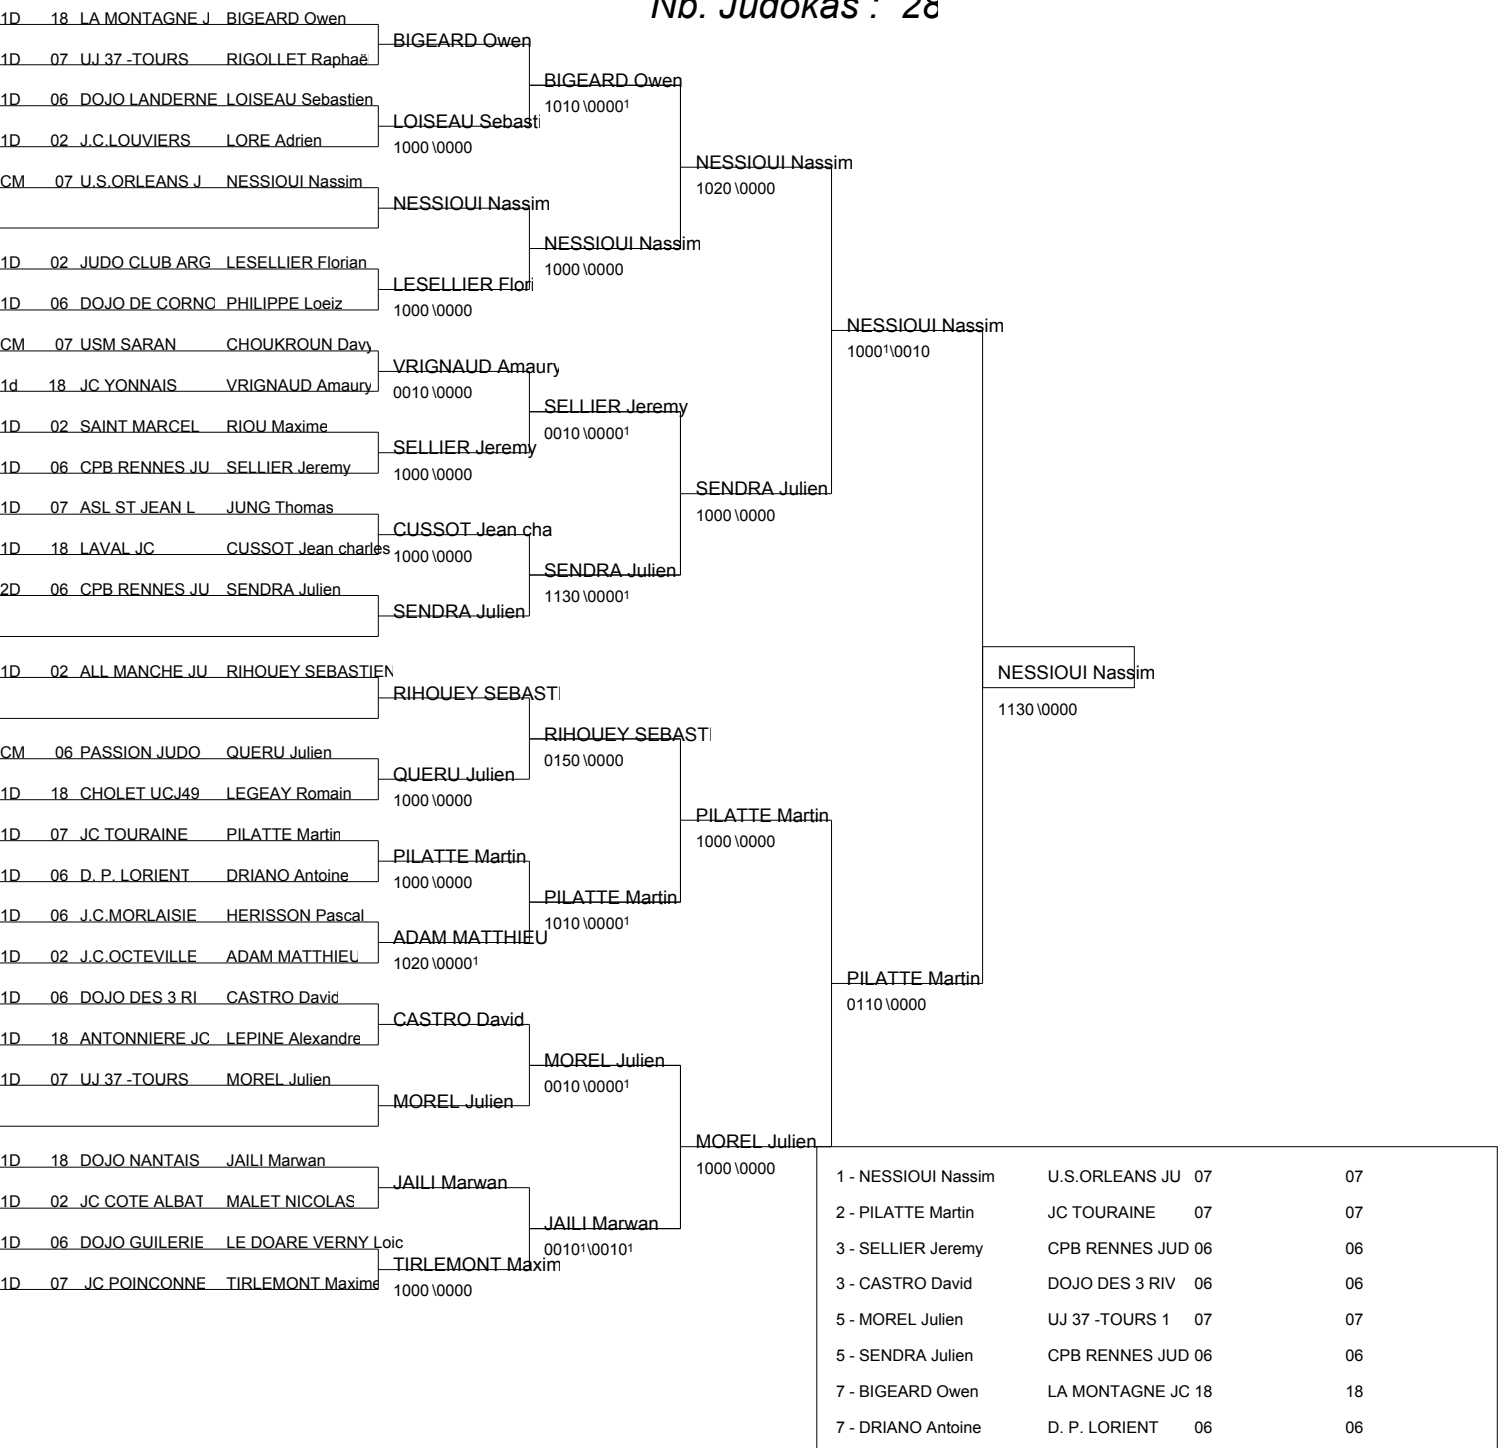 Nb. Judokas : 28
1D 18 LA MONTAGNE J BIGEARD Owen
1D 07 UJ 37 -TOURS RIGOLLET Raphaë
1D 06 DOJO LANDERNE LOISEAU Sebastien
1D 02 J.C.LOUVIERS LORE Adrien
CM 07 U.S.ORLEANS J NESSIOUI Nassim
1D 02 JUDO CLUB ARG LESELLIER Florian
1D 06 DOJO DE CORNO PHILIPPE Loeiz
CM 07 USM SARAN CHOUKROUN Davy
1d 18 JC YONNAIS VRIGNAUD Amaury
1D 02 SAINT MARCEL RIOU Maxime
1D 06 CPB RENNES JU SELLIER Jeremy
1D 07 ASL ST JEAN L JUNG Thomas
1D 18 LAVAL JC CUSSOT Jean charles
2D 06 CPB RENNES JU SENDRA Julien
1D 02 ALL MANCHE JU RIHOUEY SEBASTIEN
CM 06 PASSION JUDO QUERU Julien
1D 18 CHOLET UCJ49 LEGEAY Romain
1D 07 JC TOURAINE PILATTE Martin
1D 06 D. P. LORIENT DRIANO Antoine
1D 06 J.C.MORLAISIE HERISSON Pascal
1D 02 J.C.OCTEVILLE ADAM MATTHIEU
1D 06 DOJO DES 3 RI CASTRO David
1D 18 ANTONNIERE JC LEPINE Alexandre
1D 07 UJ 37 -TOURS MOREL Julien
1D 18 DOJO NANTAIS JAILI Marwan
1D 02 JC COTE ALBAT MALET NICOLAS
1D 06 DOJO GUILERIE LE DOARE VERNY Loic
1D 07 JC POINCONNE TIRLEMONT Maxime
BIGEARD Owen
LOISEAU Sebasti
1000 \0000
NESSIOUI Nassim
LESELLIER Flori
1000 \0000
VRIGNAUD Amaury
0010 \0000
SELLIER Jeremy
1000 \0000
CUSSOT Jean cha
1000 \0000
SENDRA Julien
RIHOUEY SEBASTI
QUERU Julien
1000 \0000
PILATTE Martin
1000 \0000
ADAM MATTHIEU
1020 \0000¹
CASTRO David
MOREL Julien
JAILI Marwan
TIRLEMONT Maxim
1000 \0000
BIGEARD Owen
1010 \0000¹
NESSIOUI Nassim
1000 \0000
SELLIER Jeremy
0010 \0000¹
SENDRA Julien
1130 \0000¹
RIHOUEY SEBASTI
0150 \0000
PILATTE Martin
1010 \0000¹
MOREL Julien
0010 \0000¹
JAILI Marwan
0010¹\0010¹
NESSIOUI Nassim
1020 \0000
SENDRA Julien
1000 \0000
PILATTE Martin
1000 \0000
MOREL Julien
1000 \0000
NESSIOUI Nassim
1000¹\0010
PILATTE Martin
0110 \0000
NESSIOUI Nassim
1130 \0000
1 - NESSIOUI Nassim U.S.ORLEANS JU 07 07
2 - PILATTE Martin JC TOURAINE 07 07
3 - SELLIER Jeremy CPB RENNES JUD 06 06
3 - CASTRO David DOJO DES 3 RIV 06 06
5 - MOREL Julien UJ 37 -TOURS 1 07 07
5 - SENDRA Julien CPB RENNES JUD 06 06
7 - BIGEARD Owen LA MONTAGNE JC 18 18
7 - DRIANO Antoine D. P. LORIENT 06 06